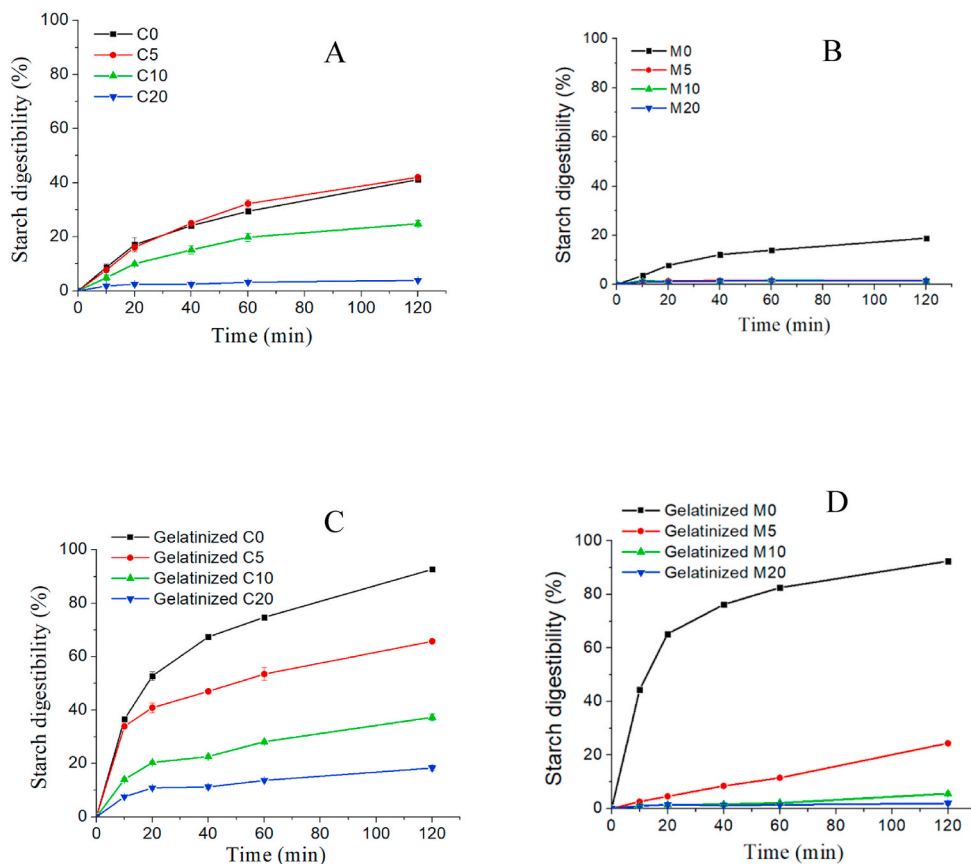 A
Starch digestibility (%)
100
80
60
40
20
0
C0
C5
C10
C20
0 20 40 60 80 100 120
Time (min)
B
Starch digestibility (%)
100
80
60
40
20
0
M0
M5
M10
M20
0 20 40 60 80 100 120
Time (min)
C
Starch digestibility (%)
100
80
60
40
20
0
Gelatinized C0
Gelatinized C5
Gelatinized C10
Gelatinized C20
0 20 40 60 80 100 120
Time (min)
D
Starch digestibility (%)
100
80
60
40
20
0
Gelatinized M0
Gelatinized M5
Gelatinized M10
Gelatinized M20
0 20 40 60 80 100 120
Time (min)